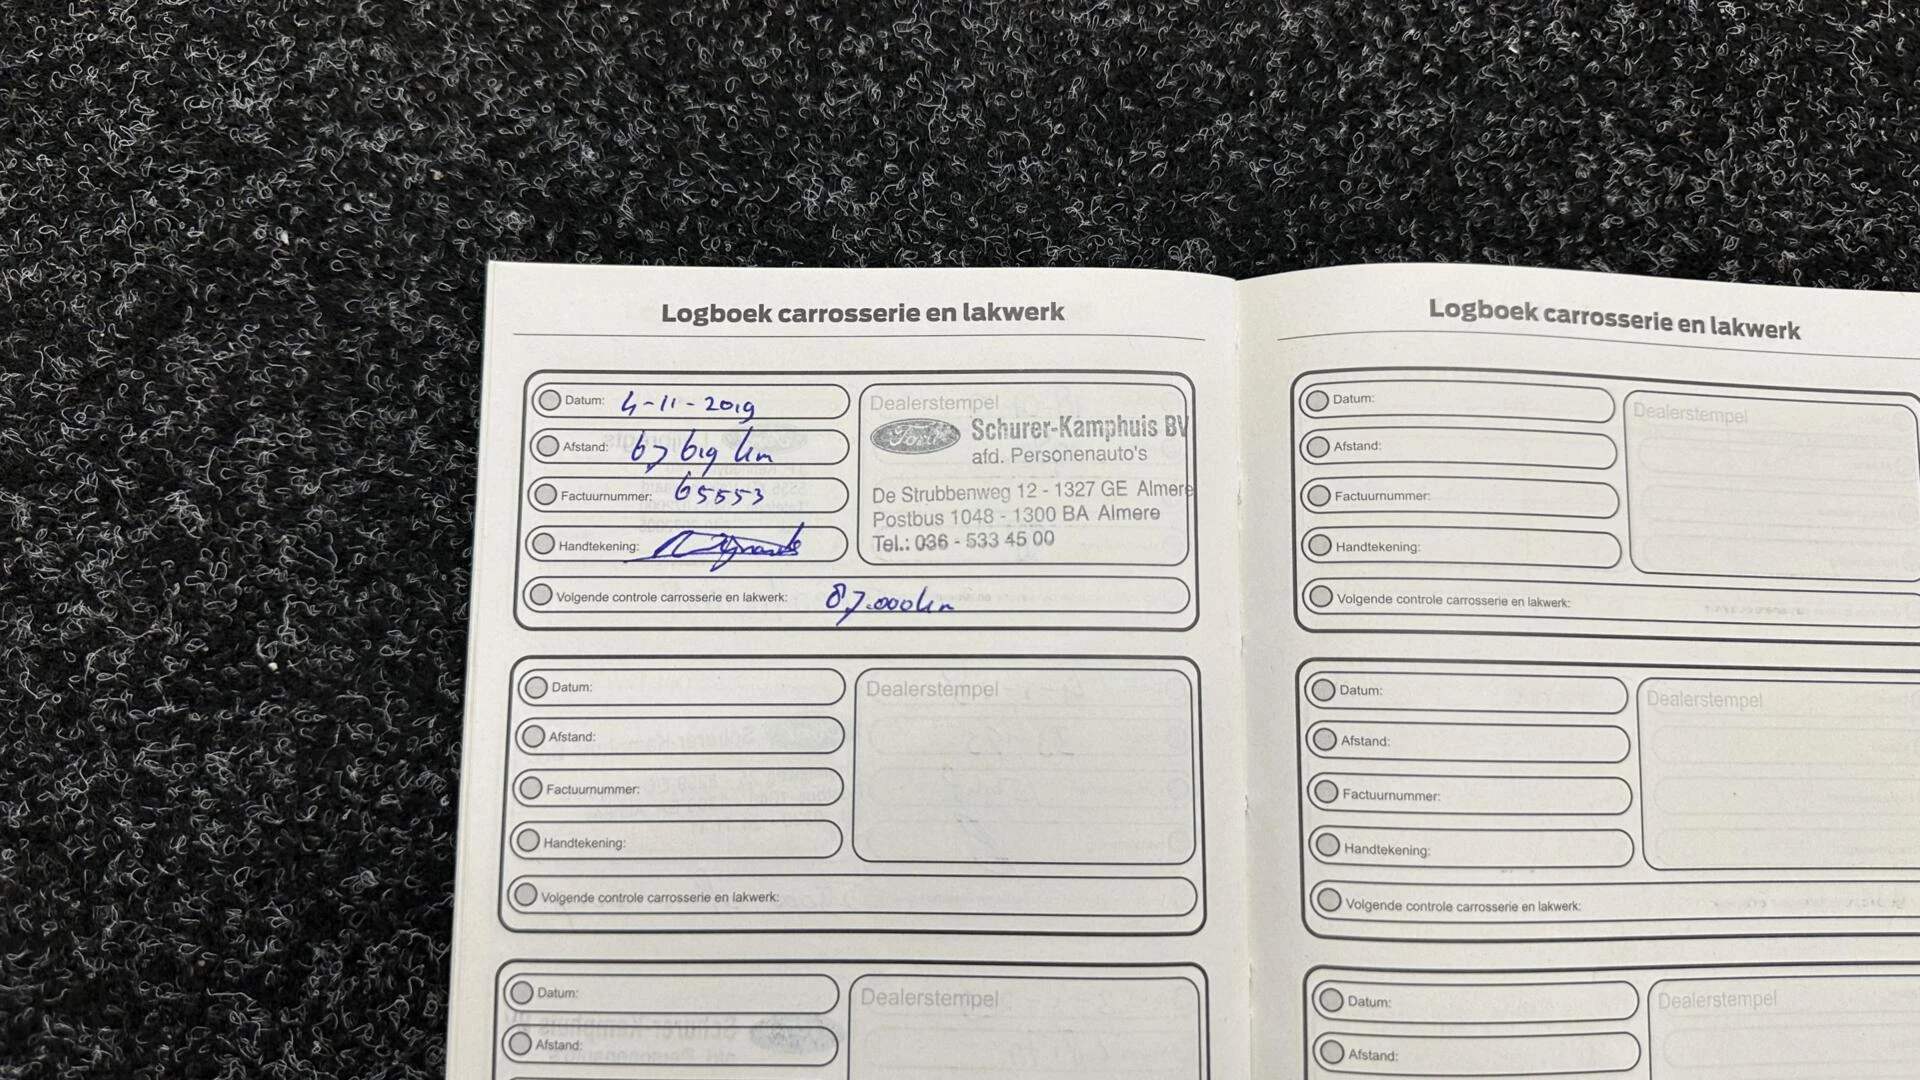 Logboek carrosserie en lakwerk
Datum: 4-11-2019
Afstand: 67619 km
Factuurnummer: 65553
Handtekening:
Volgende controle carrosserie en lakwerk: 87.000km
Dealerstempel
Ford
Schurer-Kamphuis BV
afd. Personenauto's
De Strubbenweg 12 - 1327 GE Almere
Postbus 1048 - 1300 BA Almere
Tel.: 036 - 533 45 00
Datum:
Afstand:
Factuurnummer:
Handtekening:
Volgende controle carrosserie en lakwerk:
Dealerstempel
Datum:
Afstand:
Dealerstempel
Logboek carrosserie en lakwerk
Datum:
Afstand:
Factuurnummer:
Handtekening:
Volgende controle carrosserie en lakwerk:
Dealerstempel
Datum:
Afstand:
Factuurnummer:
Handtekening:
Volgende controle carrosserie en lakwerk:
Dealerstempel
Datum:
Afstand:
Dealerstempel